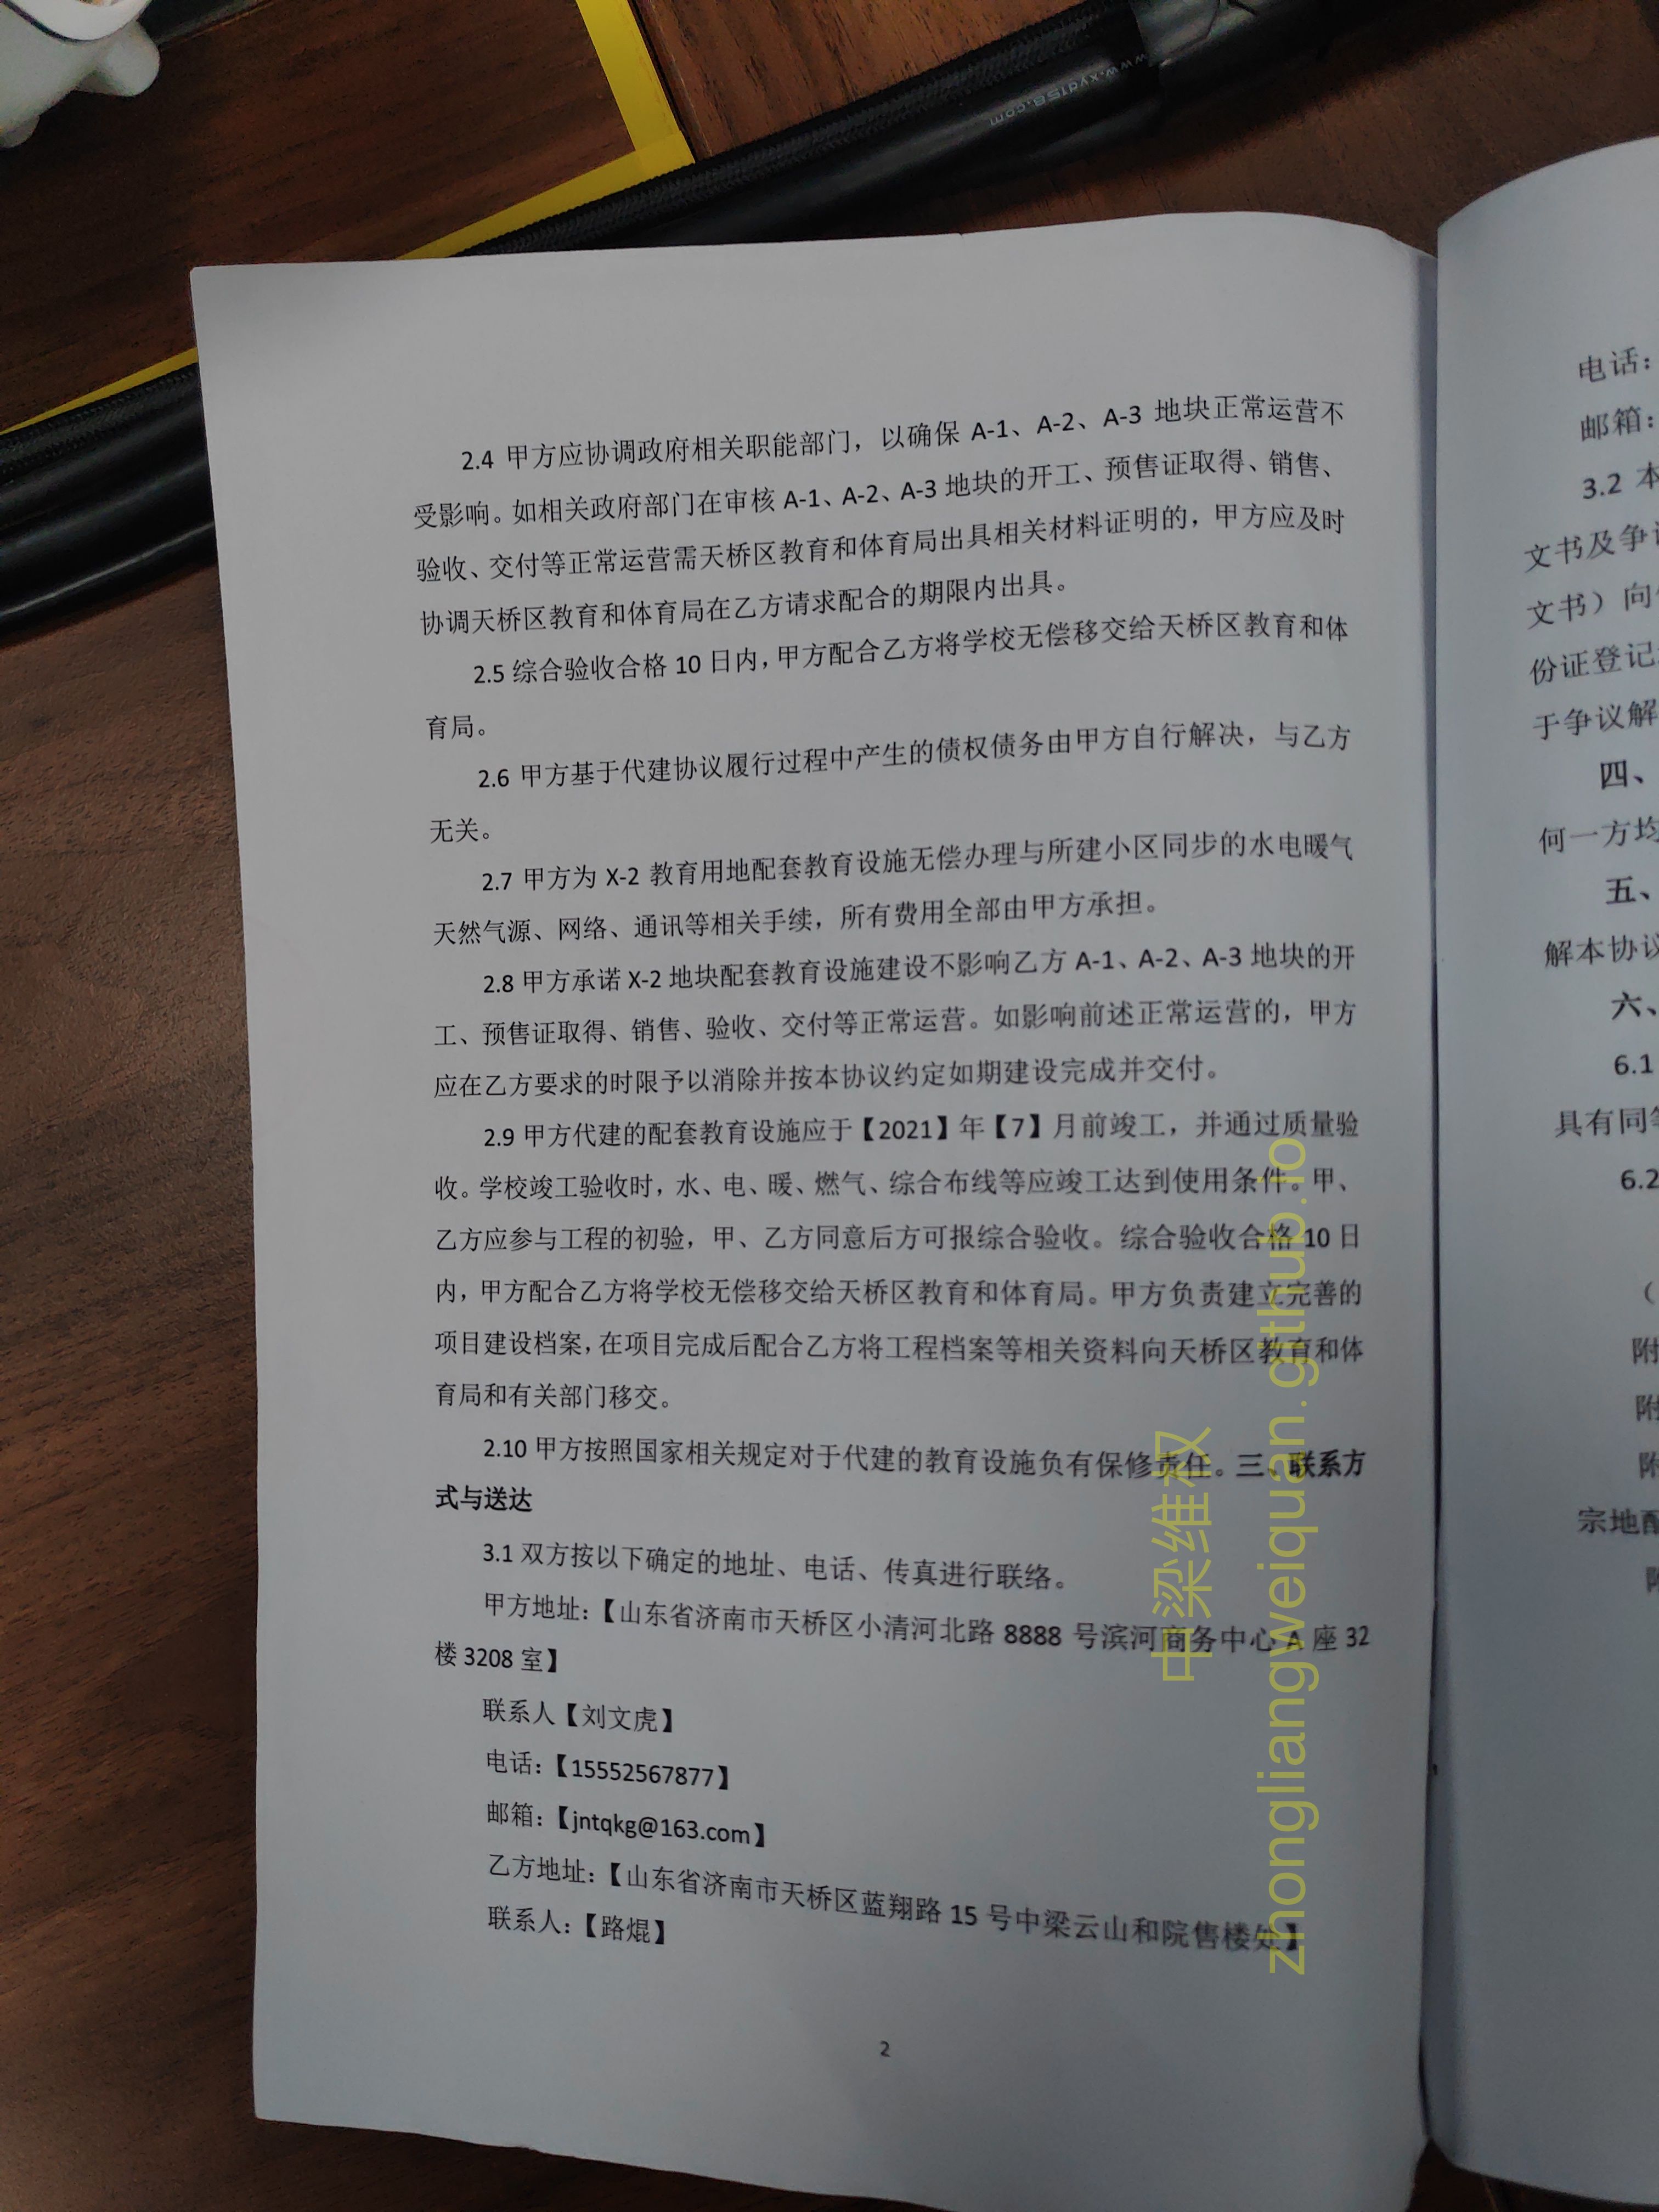 www.xyd158.com
2.4 甲方应协调政府相关职能部门，以确保 A-1、A-2、A-3 地块正常运营不
受影响。如相关政府部门在审核 A-1、A-2、A-3 地块的开工、预售证取得、销售、
验收、交付等正常运营需天桥区教育和体育局出具相关材料证明的，甲方应及时
协调天桥区教育和体育局在乙方请求配合的期限内出具。
2.5 综合验收合格 10 日内，甲方配合乙方将学校无偿移交给天桥区教育和体
育局。
2.6 甲方基于代建协议履行过程中产生的债权债务由甲方自行解决，与乙方
无关。
2.7 甲方为 X-2 教育用地配套教育设施无偿办理与所建小区同步的水电暖气
天然气源、网络、通讯等相关手续，所有费用全部由甲方承担。
2.8 甲方承诺 X-2 地块配套教育设施建设不影响乙方 A-1、A-2、A-3 地块的开
工、预售证取得、销售、验收、交付等正常运营。如影响前述正常运营的，甲方
应在乙方要求的时限予以消除并按本协议约定如期建设完成并交付。
2.9 甲方代建的配套教育设施应于【2021】年【7】月前竣工，并通过质量验
收。学校竣工验收时，水、电、暖、燃气、综合布线等应竣工达到使用条件。甲、
乙方应参与工程的初验，甲、乙方同意后方可报综合验收。综合验收合格 10 日
内，甲方配合乙方将学校无偿移交给天桥区教育和体育局。甲方负责建立完善的
项目建设档案，在项目完成后配合乙方将工程档案等相关资料向天桥区教育和体
育局和有关部门移交。
2.10 甲方按照国家相关规定对于代建的教育设施负有保修责任。三、联系方
式与送达
3.1 双方按以下确定的地址、电话、传真进行联络。
甲方地址：【山东省济南市天桥区小清河北路 8888 号滨河商务中心 A 座 32
楼 3208 室】
联系人【刘文虎】
电话：【15552567877】
邮箱：【jntqkg@163.com】
乙方地址：【山东省济南市天桥区蓝翔路 15 号中梁云山和院售楼处】
联系人：【路焜】
2
中梁维权
zhongliangweiquan.github.io
电话：
邮箱：
3.2 本
文书及争议
文书）向
份证登记
于争议解
四、
何一方均
五、
解本协议
六、
6.1
具有同等
6.2
（
附
附
附
宗地配